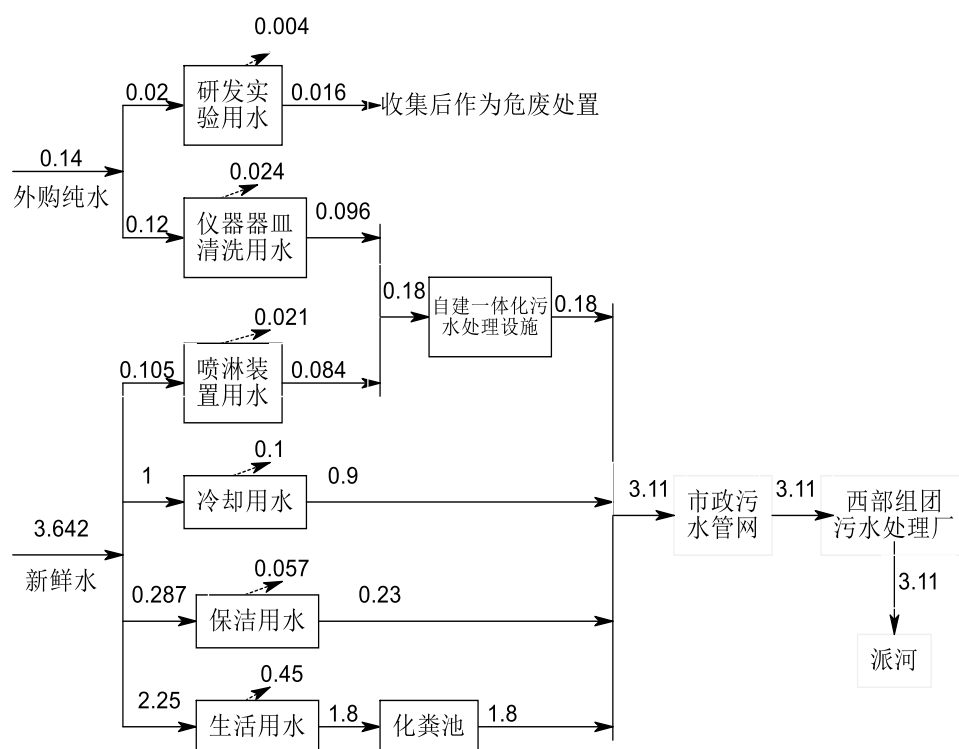 0.004
0.02
研发实
验用水
0.016
收集后作为危废处置
0.14
外购纯水
0.024
0.12
仪器器皿
清洗用水
0.096
0.18
自建一体化污
水处理设施
0.18
0.021
0.105
喷淋装
置用水
0.084
0.1
1
冷却用水
0.9
3.11
市政污
水管网
3.11
西部组团
污水处理厂
3.642
新鲜水
0.057
0.287
保洁用水
0.23
3.11
派河
0.45
2.25
生活用水
1.8
化粪池
1.8